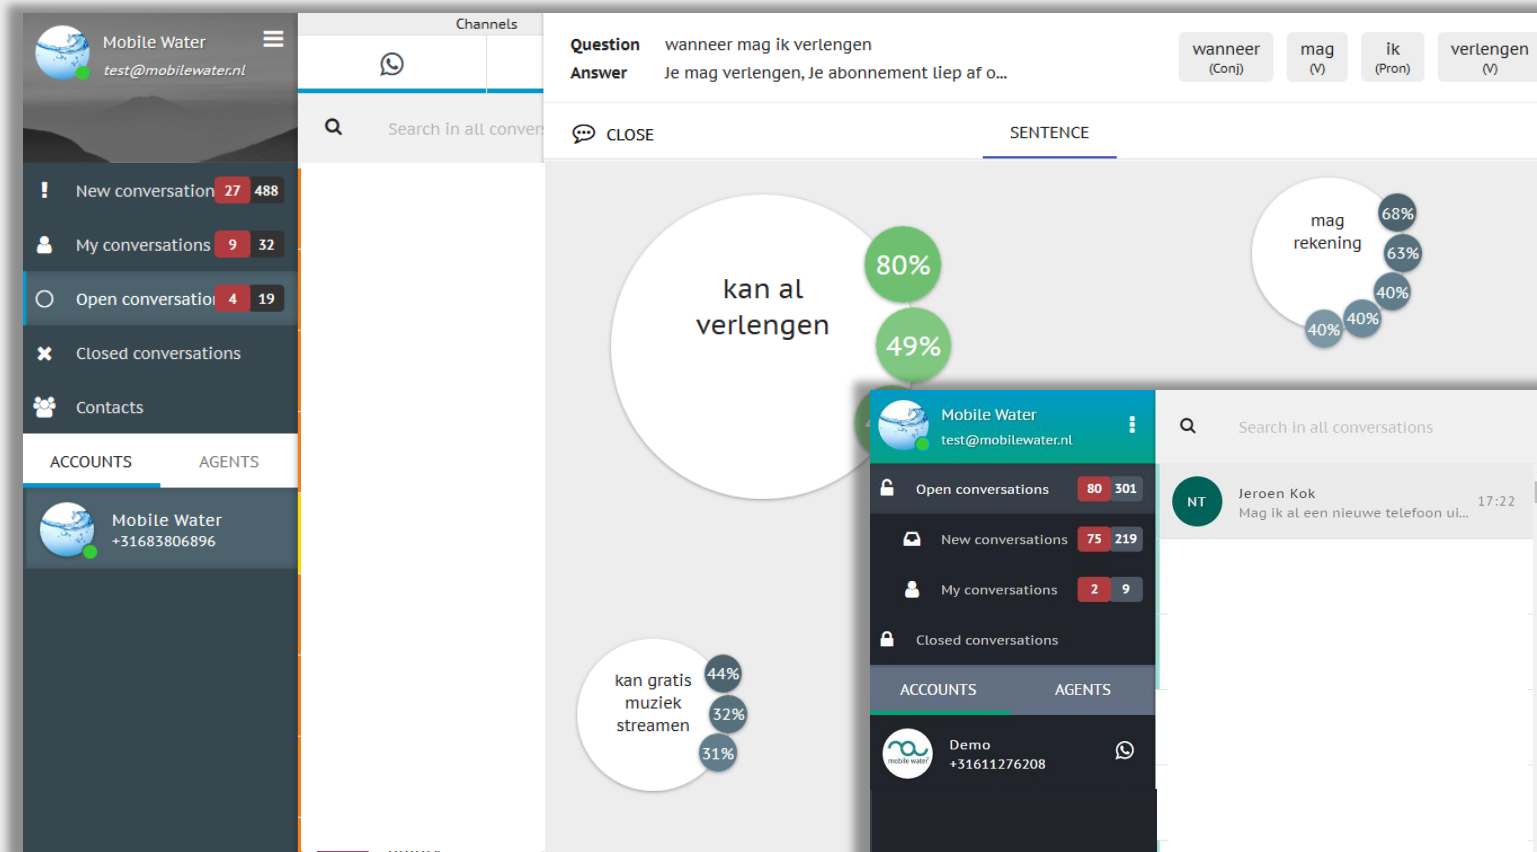 Mobile Water
test@mobilewater.nl
New conversation 27 488
My conversations 9 32
Open conversatio 4 19
Closed conversations
Contacts
ACCOUNTS AGENTS
Mobile Water
+31683806896
Channels
Search in all conver
Question wanneer mag ik verlengen
Answer Je mag verlengen, Je abonnement liep af o...
wanneer mag ik verlengen
(Conj) (V) (Pron) (V)
CLOSE
SENTENCE
kan al
verlengen
80%
49%
mag
rekening
68%
63%
40%
40%
40%
kan gratis
muziek
streamen
44%
32%
31%
Mobile Water
test@mobilewater.nl
Open conversations 80 301
New conversations 75 219
My conversations 2 9
Closed conversations
ACCOUNTS AGENTS
mobile water
Demo
+31611276208
Search in all conversations
NT
Jeroen Kok
Mag ik al een nieuwe telefoon ui...
17:22